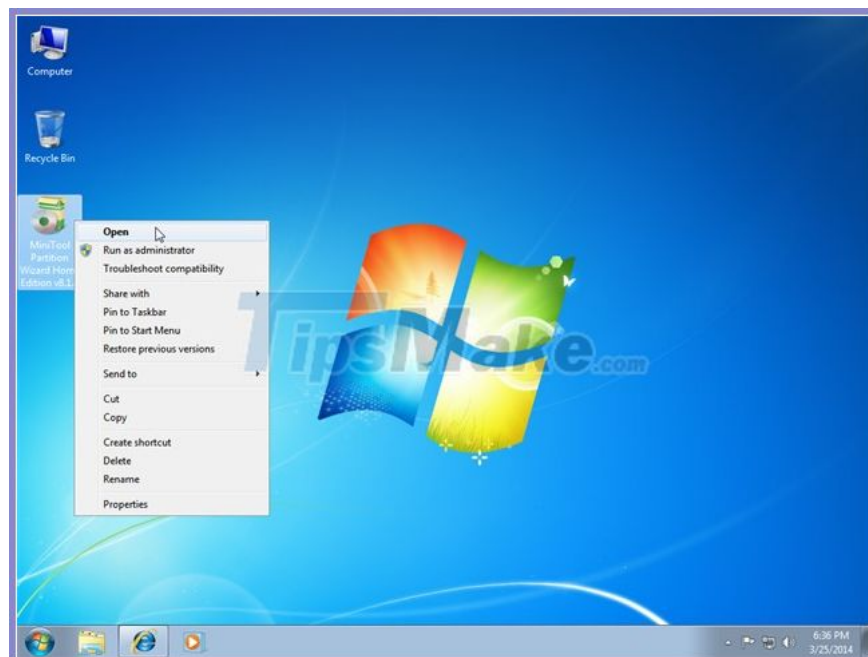 Computer
Recycle Bin
MiniTool
Partition
Wizard Hom
Edition v8.1.
Open
Run as administrator
Troubleshoot compatibility
Share with
Pin to Taskbar
Pin to Start Menu
Restore previous versions
Send to
Cut
Copy
Create shortcut
Delete
Rename
Properties
TipsMake.com
6:36 PM
3/25/2014